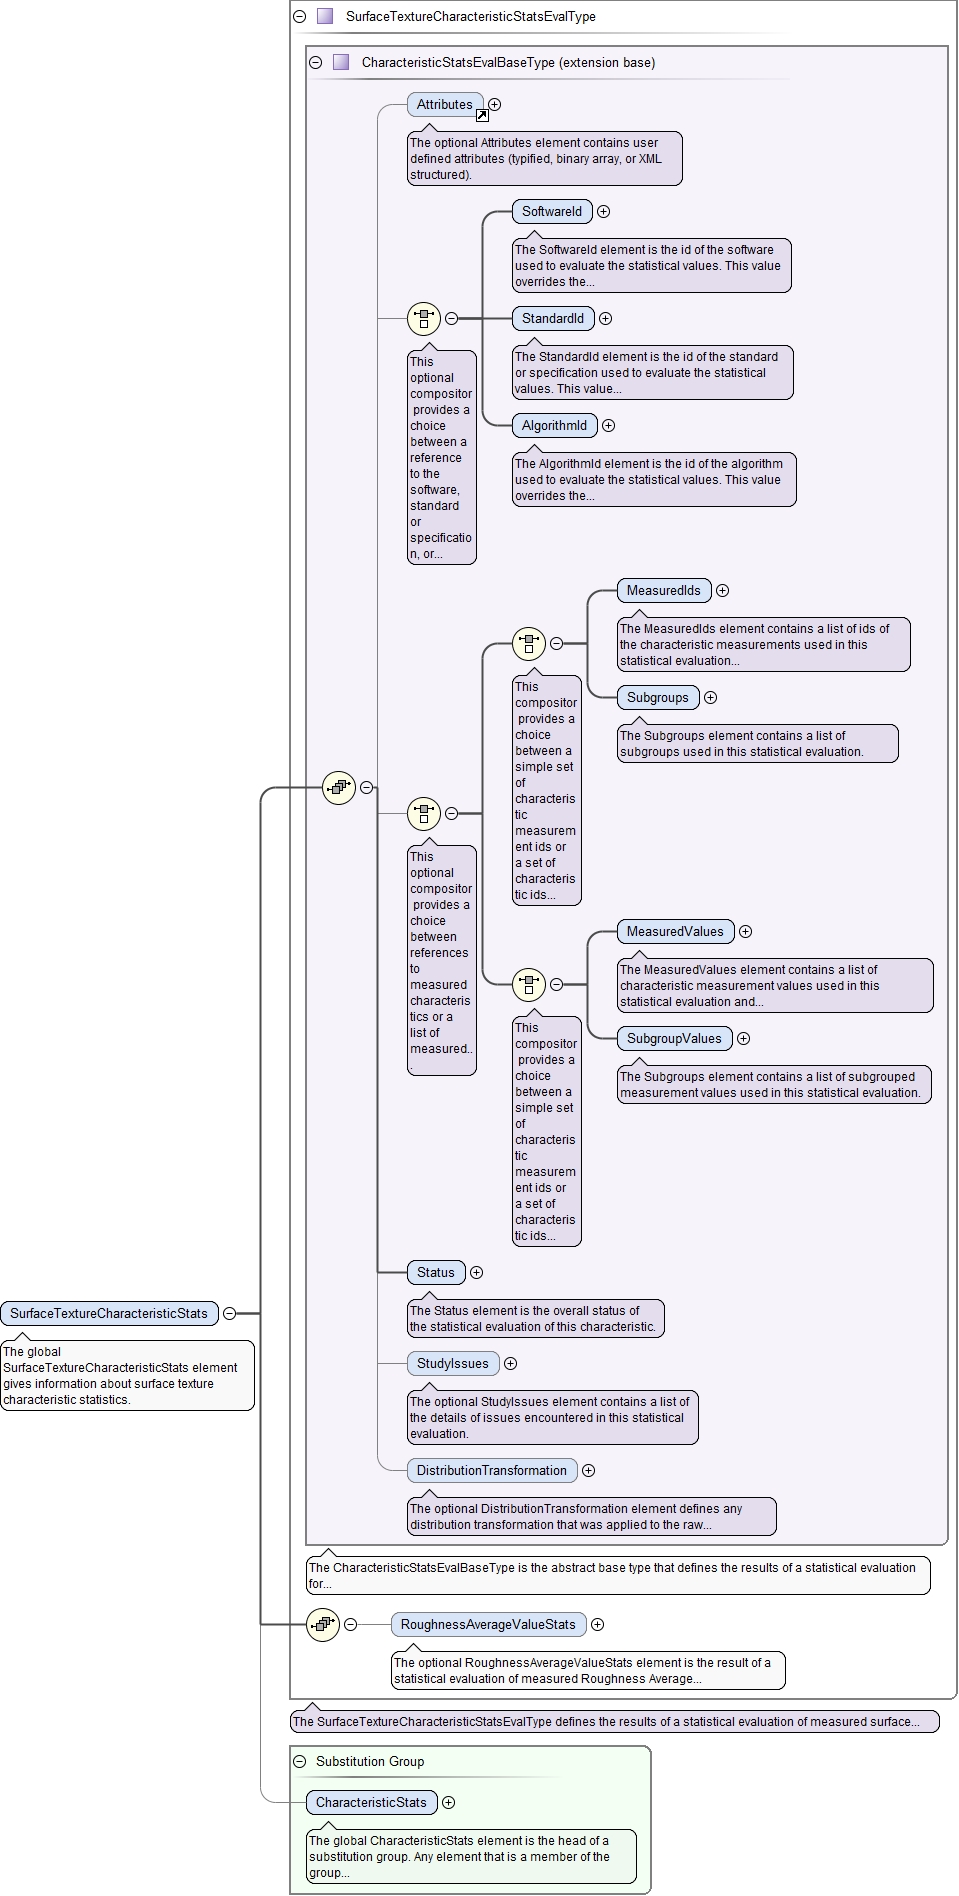 SurfaceTextureCharacteristicStatsEvalType
CharacteristicStatsEvalBaseType (extension base)
Attributes
The optional Attributes element contains user
defined attributes (typified, binary array, or XML
structured).
SoftwareId
The SoftwareId element is the id of the software
used to evaluate the statistical values. This value
overrides the...
StandardId
The StandardId element is the id of the standard
or specification used to evaluate the statistical
values. This value...
AlgorithmId
The AlgorithmId element is the id of the algorithm
used to evaluate the statistical values. This value
overrides the...
This
optional
compositor
provides a
choice
between a
reference
to the
software,
standard
or
specificatio
n, or...
MeasuredIds
The MeasuredIds element contains a list of ids of
the characteristic measurements used in this
statistical evaluation...
Subgroups
The Subgroups element contains a list of
subgroups used in this statistical evaluation.
This
compositor
provides a
choice
between a
simple set
of
characteris
tic
measurem
ent ids or
a set of
characteris
tic ids...
This
optional
compositor
provides a
choice
between
references
to
measured
characteris
tics or a
list of
measured..
.
MeasuredValues
The MeasuredValues element contains a list of
characteristic measurement values used in this
statistical evaluation and...
SubgroupValues
The Subgroups element contains a list of subgrouped
measurement values used in this statistical evaluation.
This
compositor
provides a
choice
between a
simple set
of
characteris
tic
measurem
ent ids or
a set of
characteris
tic ids...
Status
The Status element is the overall status of
the statistical evaluation of this characteristic.
SurfaceTextureCharacteristicStats
The global
SurfaceTextureCharacteristicStats element
gives information about surface texture
characteristic statistics.
StudyIssues
The optional StudyIssues element contains a list of
the details of issues encountered in this statistical
evaluation.
DistributionTransformation
The optional DistributionTransformation element defines any
distribution transformation that was applied to the raw...
The CharacteristicStatsEvalBaseType is the abstract base type that defines the results of a statistical evaluation
for...
RoughnessAverageValueStats
The optional RoughnessAverageValueStats element is the result of a
statistical evaluation of measured Roughness Average...
The SurfaceTextureCharacteristicStatsEvalType defines the results of a statistical evaluation of measured surface...
Substitution Group
CharacteristicStats
The global CharacteristicStats element is the head of a
substitution group. Any element that is a member of the
group...